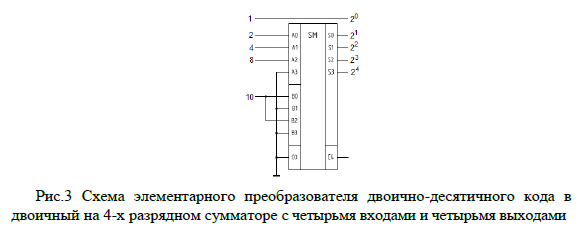 1 2⁰
2 A0 SM S0 2¹
4 A1 S1 2²
8 A2 S2 2³
A3 S3 2⁴
10 B0
B1
B2
B3
C0 C4
Рис.3 Схема элементарного преобразователя двоично-десятичного кода в
двоичный на 4-х разрядном сумматоре с четырьмя входами и четырьмя выходами